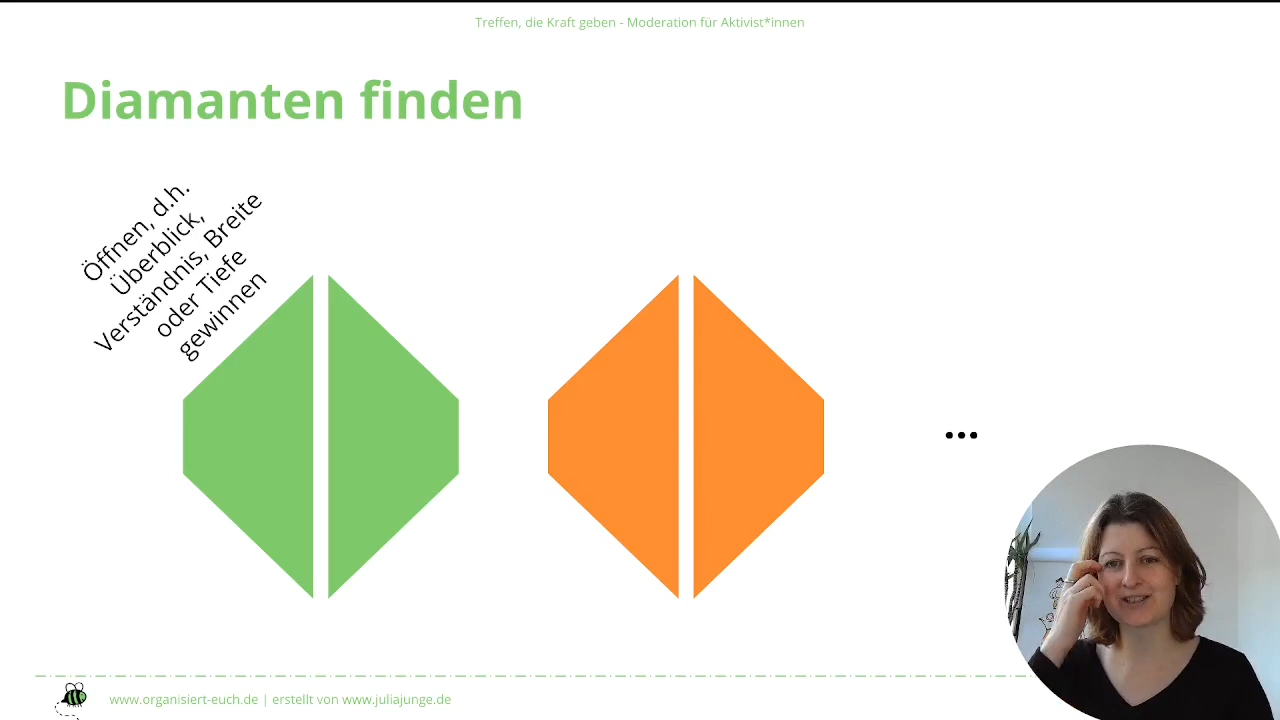 Treffen, die Kraft geben - Moderation für Aktivist*innen
Diamanten finden
Öffnen, d.h.
Überblick,
Verständnis, Breite
oder Tiefe
gewinnen
...
www.organisiert-euch.de | erstellt von www.juliajunge.de